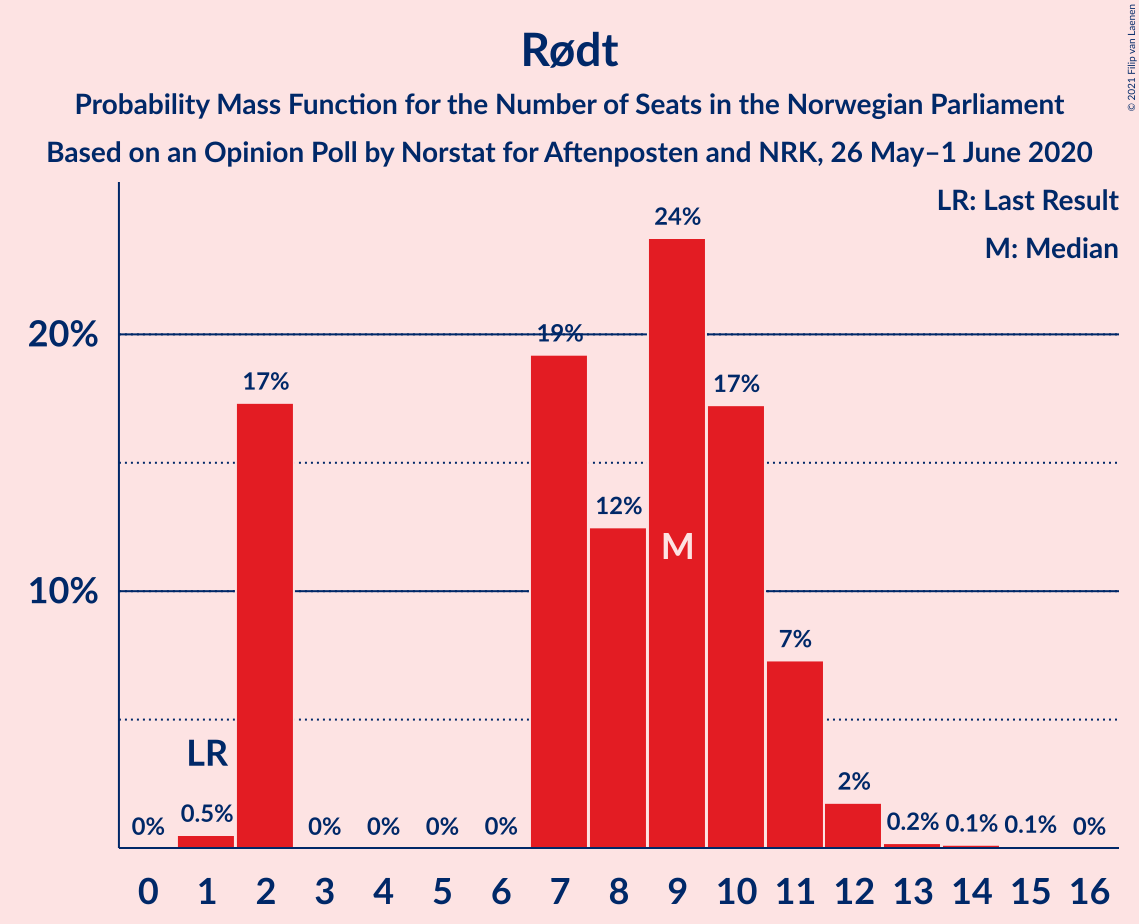 Rødt
Probability Mass Function for the Number of Seats in the Norwegian Parliament
Based on an Opinion Poll by Norstat for Aftenposten and NRK, 26 May–1 June 2020
© 2021 Filip van Laenen
LR: Last Result
M: Median
20%
10%
0% 0.5% 17% 0% 0% 0% 0% 19% 12% 24% 17% 7% 2% 0.2% 0.1% 0.1% 0%
LR
M
0 1 2 3 4 5 6 7 8 9 10 11 12 13 14 15 16